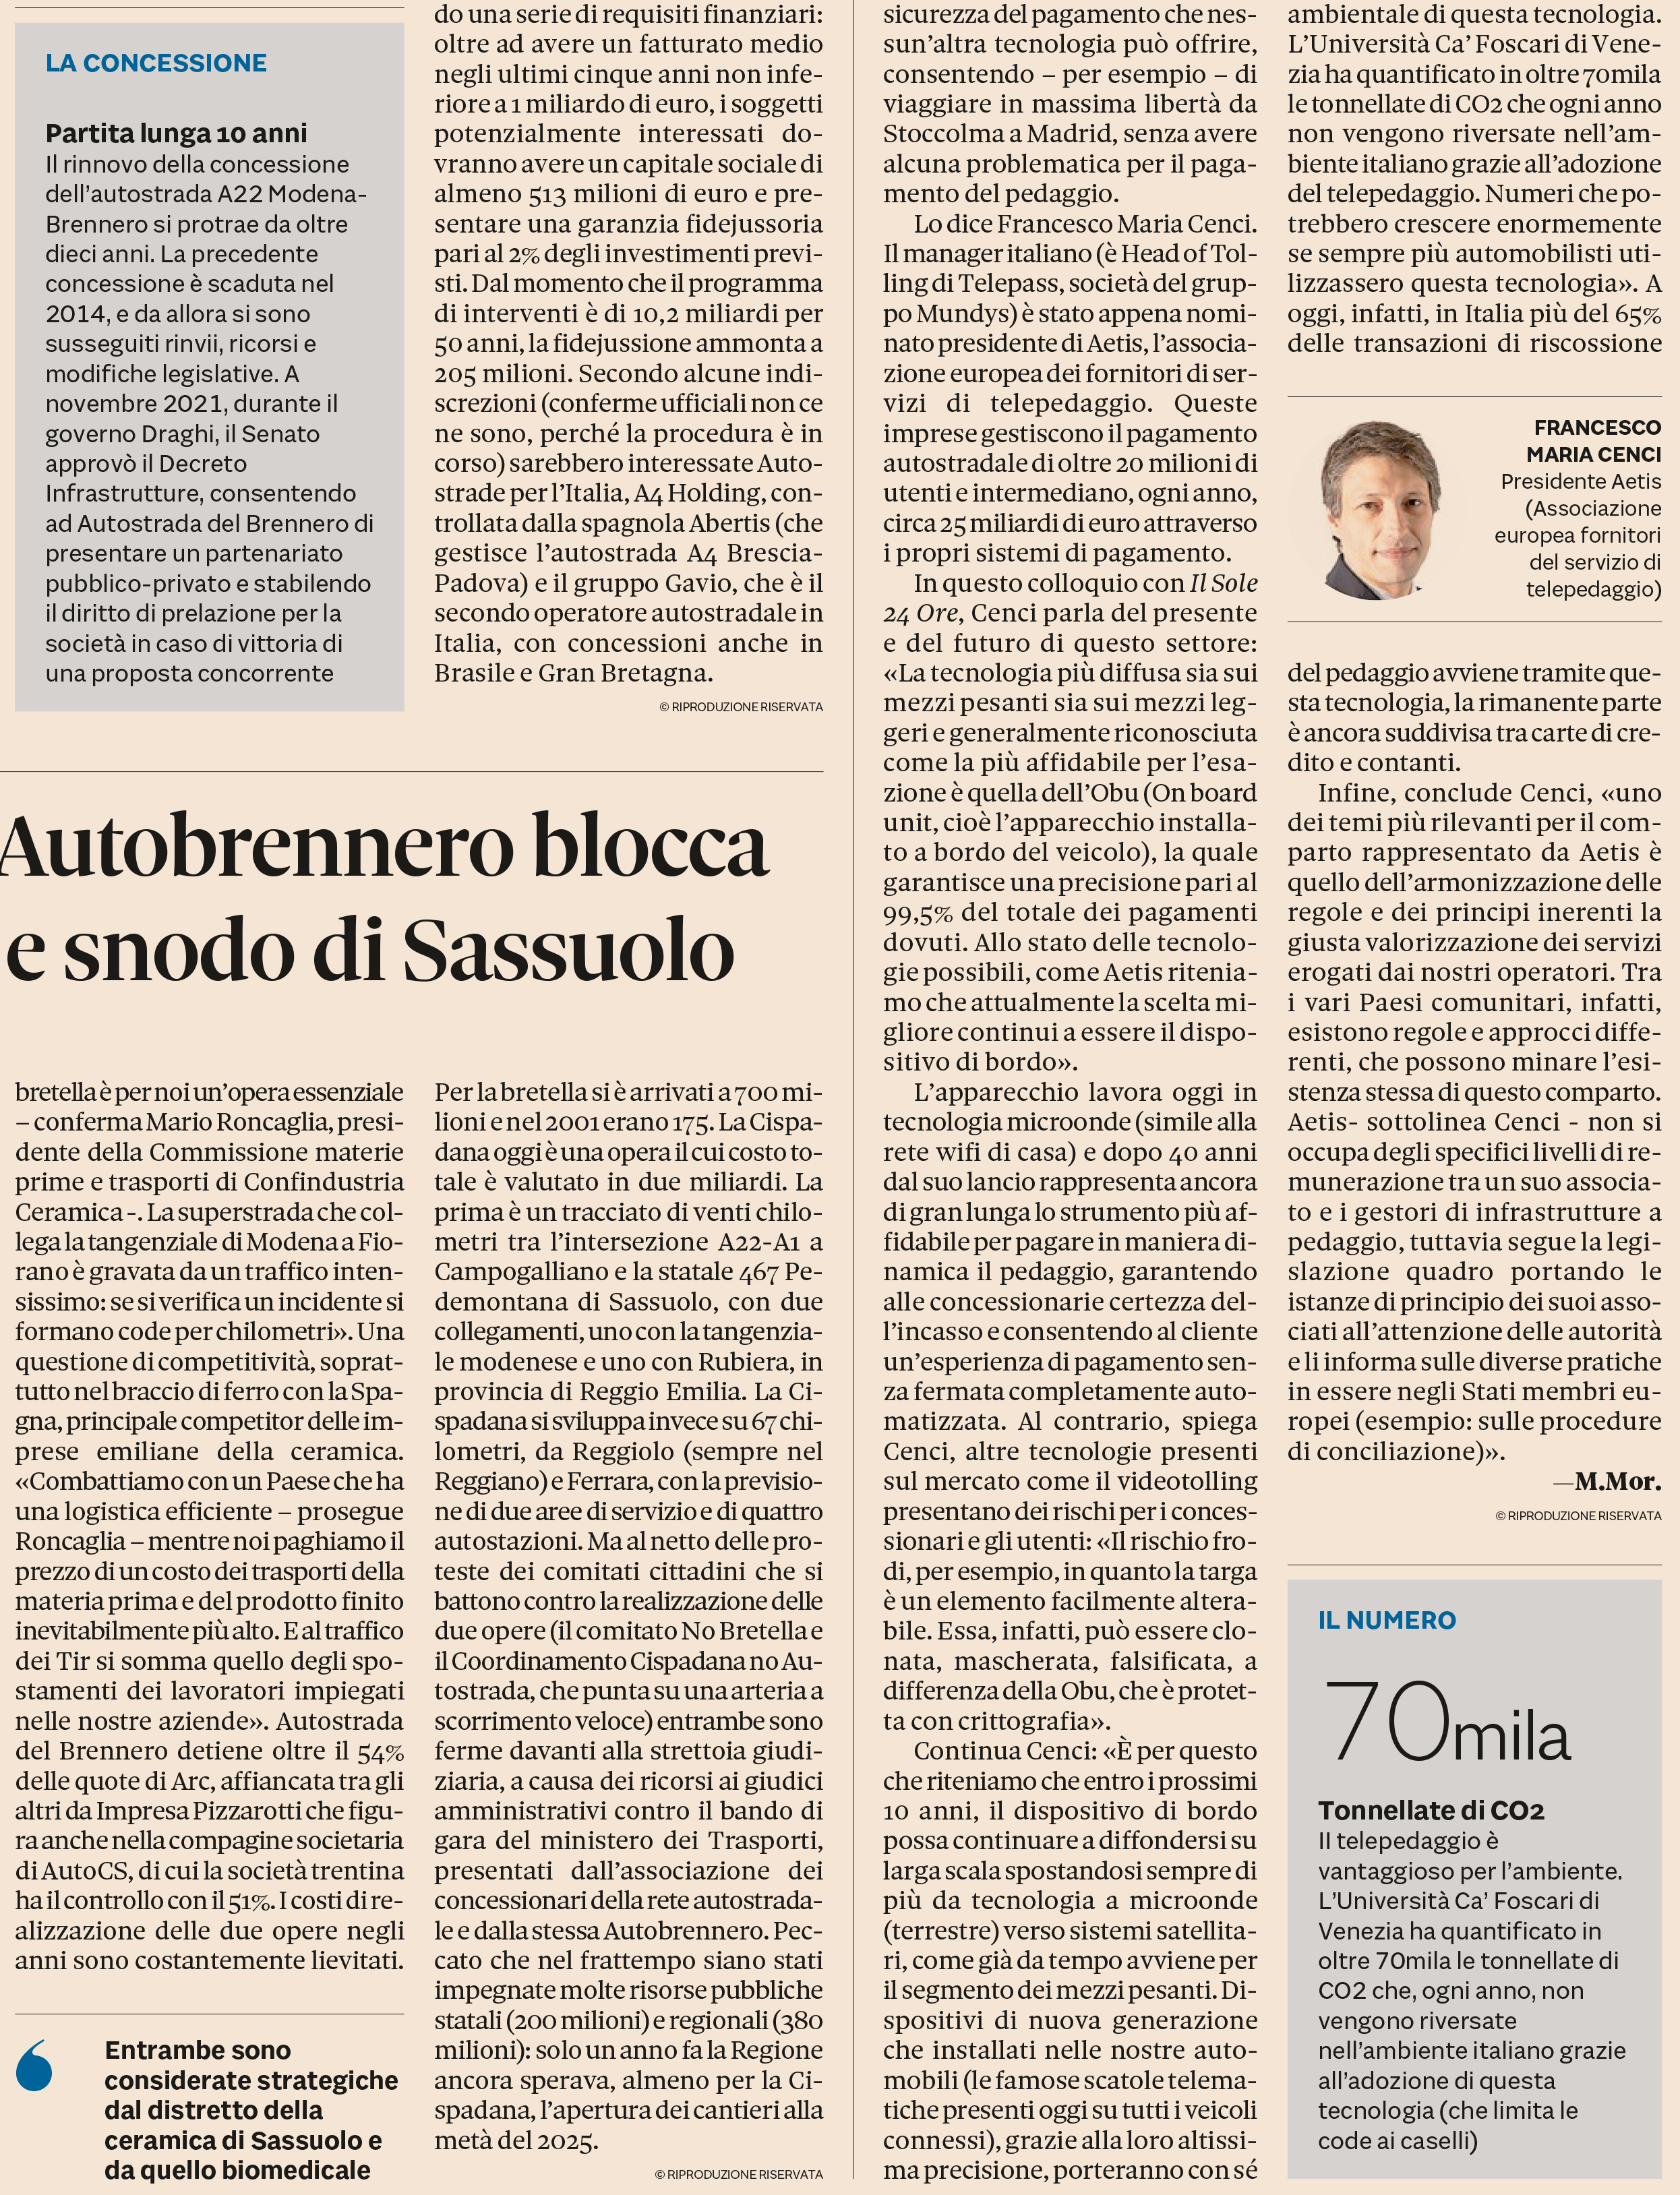 LA CONCESSIONE
Partita lunga 10 anni
Il rinnovo della concessione
dell'autostrada A22 Modena-
Brennero si protrae da oltre
dieci anni. La precedente
concessione è scaduta nel
2014, e da allora si sono
susseguiti rinvii, ricorsi e
modifiche legislative. A
novembre 2021, durante il
governo Draghi, il Senato
approvò il Decreto
Infrastrutture, consentendo
ad Autostrada del Brennero di
presentare un partenariato
pubblico-privato e stabilendo
il diritto di prelazione per la
società in caso di vittoria di
una proposta concorrente
do una serie di requisiti finanziari:
oltre ad avere un fatturato medio
negli ultimi cinque anni non infe-
riore a 1 miliardo di euro, i soggetti
potenzialmente interessati do-
vranno avere un capitale sociale di
almeno 513 milioni di euro e pre-
sentare una garanzia fidejussoria
pari al 2% degli investimenti previ-
sti. Dal momento che il programma
di interventi è di 10,2 miliardi per
50 anni, la fidejussione ammonta a
205 milioni. Secondo alcune indi-
screzioni (conferme ufficiali non ce
ne sono, perché la procedura è in
corso) sarebbero interessate Auto-
strade per l'Italia, A4 Holding, con-
trollata dalla spagnola Abertis (che
gestisce l'autostrada A4 Brescia-
Padova) e il gruppo Gavio, che è il
secondo operatore autostradale in
Italia, con concessioni anche in
Brasile e Gran Bretagna.
© RIPRODUZIONE RISERVATA
Autobrennero blocca
e snodo di Sassuolo
bretella è per noi un'opera essenziale
– conferma Mario Roncaglia, presi-
dente della Commissione materie
prime e trasporti di Confindustria
Ceramica -. La superstrada che col-
lega la tangenziale di Modena a Fio-
rano è gravata da un traffico inten-
sissimo: se si verifica un incidente si
formano code per chilometri». Una
questione di competitività, soprat-
tutto nel braccio di ferro con la Spa-
gna, principale competitor delle im-
prese emiliane della ceramica.
«Combattiamo con un Paese che ha
una logistica efficiente – prosegue
Roncaglia – mentre noi paghiamo il
prezzo di un costo dei trasporti della
materia prima e del prodotto finito
inevitabilmente più alto. E al traffico
dei Tir si somma quello degli spo-
stamenti dei lavoratori impiegati
nelle nostre aziende». Autostrada
del Brennero detiene oltre il 54%
delle quote di Arc, affiancata tra gli
altri da Impresa Pizzarotti che figu-
ra anche nella compagine societaria
di AutoCS, di cui la società trentina
ha il controllo con il 51%. I costi di re-
alizzazione delle due opere negli
anni sono costantemente lievitati.
Entrambe sono
considerate strategiche
dal distretto della
ceramica di Sassuolo e
da quello biomedicale
Per la bretella si è arrivati a 700 mi-
lioni e nel 2001 erano 175. La Cispa-
dana oggi è una opera il cui costo to-
tale è valutato in due miliardi. La
prima è un tracciato di venti chilo-
metri tra l'intersezione A22-A1 a
Campogalliano e la statale 467 Pe-
demontana di Sassuolo, con due
collegamenti, uno con la tangenzia-
le modenese e uno con Rubiera, in
provincia di Reggio Emilia. La Ci-
spadana si sviluppa invece su 67 chi-
lometri, da Reggiolo (sempre nel
Reggiano) e Ferrara, con la previsio-
ne di due aree di servizio e di quattro
autostazioni. Ma al netto delle pro-
teste dei comitati cittadini che si
battono contro la realizzazione delle
due opere (il comitato No Bretella e
il Coordinamento Cispadana no Au-
tostrada, che punta su una arteria a
scorrimento veloce) entrambe sono
ferme davanti alla strettoia giudi-
ziaria, a causa dei ricorsi ai giudici
amministrativi contro il bando di
gara del ministero dei Trasporti,
presentati dall'associazione dei
concessionari della rete autostrada-
le e dalla stessa Autobrennero. Pec-
cato che nel frattempo siano stati
impegnate molte risorse pubbliche
statali (200 milioni) e regionali (380
milioni): solo un anno fa la Regione
ancora sperava, almeno per la Ci-
spadana, l'apertura dei cantieri alla
metà del 2025.
© RIPRODUZIONE RISERVATA
sicurezza del pagamento che nes-
sun'altra tecnologia può offrire,
consentendo – per esempio – di
viaggiare in massima libertà da
Stoccolma a Madrid, senza avere
alcuna problematica per il paga-
mento del pedaggio.
Lo dice Francesco Maria Cenci.
Il manager italiano (è Head of Tol-
ling di Telepass, società del grup-
po Mundys) è stato appena nomi-
nato presidente di Aetis, l'associa-
zione europea dei fornitori di ser-
vizi di telepedaggio. Queste
imprese gestiscono il pagamento
autostradale di oltre 20 milioni di
utenti e intermediano, ogni anno,
circa 25 miliardi di euro attraverso
i propri sistemi di pagamento.
In questo colloquio con Il Sole
24 Ore, Cenci parla del presente
e del futuro di questo settore:
«La tecnologia più diffusa sia sui
mezzi pesanti sia sui mezzi leg-
geri e generalmente riconosciuta
come la più affidabile per l'esa-
zione è quella dell'Obu (On board
unit, cioè l'apparecchio installa-
to a bordo del veicolo), la quale
garantisce una precisione pari al
99,5% del totale dei pagamenti
dovuti. Allo stato delle tecnolo-
gie possibili, come Aetis ritenia-
mo che attualmente la scelta mi-
gliore continui a essere il dispo-
sitivo di bordo».
L'apparecchio lavora oggi in
tecnologia microonde (simile alla
rete wifi di casa) e dopo 40 anni
dal suo lancio rappresenta ancora
di gran lunga lo strumento più af-
fidabile per pagare in maniera di-
namica il pedaggio, garantendo
alle concessionarie certezza del-
l'incasso e consentendo al cliente
un'esperienza di pagamento sen-
za fermata completamente auto-
matizzata. Al contrario, spiega
Cenci, altre tecnologie presenti
sul mercato come il videotolling
presentano dei rischi per i conces-
sionari e gli utenti: «Il rischio fro-
di, per esempio, in quanto la targa
è un elemento facilmente altera-
bile. Essa, infatti, può essere clo-
nata, mascherata, falsificata, a
differenza della Obu, che è protet-
ta con crittografia».
Continua Cenci: «È per questo
che riteniamo che entro i prossimi
10 anni, il dispositivo di bordo
possa continuare a diffondersi su
larga scala spostandosi sempre di
più da tecnologia a microonde
(terrestre) verso sistemi satellita-
ri, come già da tempo avviene per
il segmento dei mezzi pesanti. Di-
spositivi di nuova generazione
che installati nelle nostre auto-
mobili (le famose scatole telema-
tiche presenti oggi su tutti i veicoli
connessi), grazie alla loro altissi-
ma precisione, porteranno con sé
ambientale di questa tecnologia.
L'Università Ca' Foscari di Vene-
zia ha quantificato in oltre 70mila
le tonnellate di CO2 che ogni anno
non vengono riversate nell'am-
biente italiano grazie all'adozione
del telepedaggio. Numeri che po-
trebbero crescere enormemente
se sempre più automobilisti uti-
lizzassero questa tecnologia». A
oggi, infatti, in Italia più del 65%
delle transazioni di riscossione
FRANCESCO
MARIA CENCI
Presidente Aetis
(Associazione
europea fornitori
del servizio di
telepedaggio)
del pedaggio avviene tramite que-
sta tecnologia, la rimanente parte
è ancora suddivisa tra carte di cre-
dito e contanti.
Infine, conclude Cenci, «uno
dei temi più rilevanti per il com-
parto rappresentato da Aetis è
quello dell'armonizzazione delle
regole e dei principi inerenti la
giusta valorizzazione dei servizi
erogati dai nostri operatori. Tra
i vari Paesi comunitari, infatti,
esistono regole e approcci diffe-
renti, che possono minare l'esi-
stenza stessa di questo comparto.
Aetis- sottolinea Cenci - non si
occupa degli specifici livelli di re-
munerazione tra un suo associa-
to e i gestori di infrastrutture a
pedaggio, tuttavia segue la legi-
slazione quadro portando le
istanze di principio dei suoi asso-
ciati all'attenzione delle autorità
e li informa sulle diverse pratiche
in essere negli Stati membri eu-
ropei (esempio: sulle procedure
di conciliazione)».
—M.Mor.
© RIPRODUZIONE RISERVATA
IL NUMERO
70mila
Tonnellate di CO2
Il telepedaggio è
vantaggioso per l'ambiente.
L'Università Ca' Foscari di
Venezia ha quantificato in
oltre 70mila le tonnellate di
CO2 che, ogni anno, non
vengono riversate
nell'ambiente italiano grazie
all'adozione di questa
tecnologia (che limita le
code ai caselli)